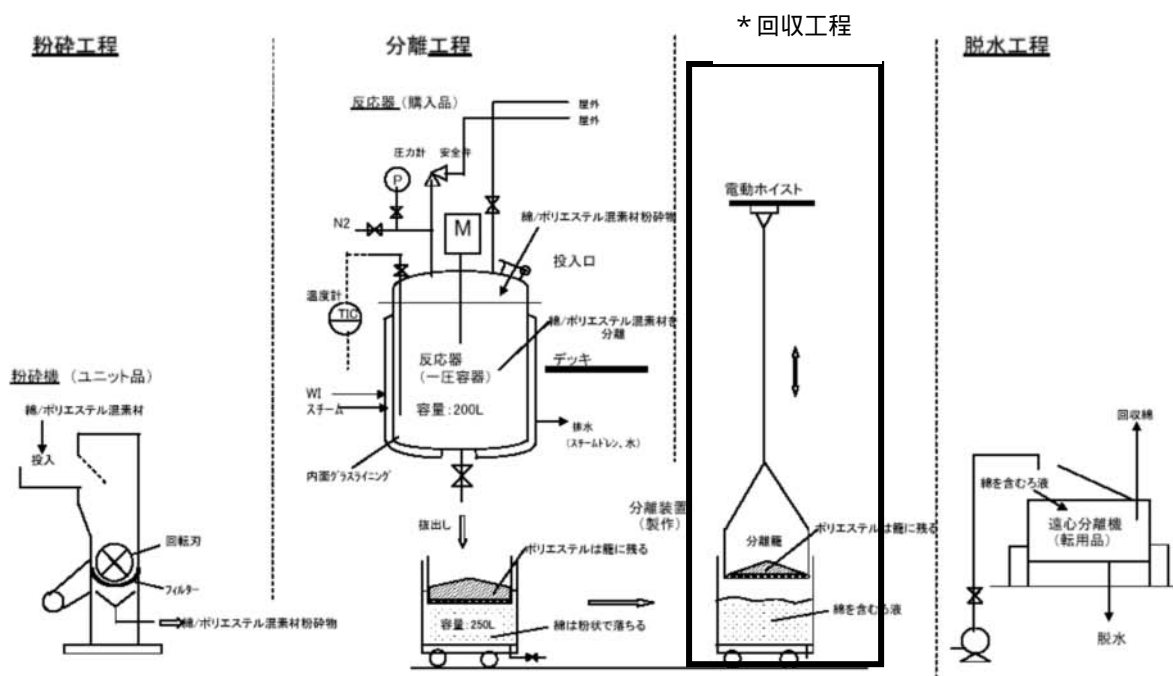 粉砕工程
分離工程
*回収工程
脱水工程
反応器（購入品）
屋外
屋外
圧力計
安全弁
P
N2
M
綿/ポリエステル混素材粉砕物
投入口
温度計
TIC
綿/ポリエステル混素材を
分離
反応器
（一圧容器）
容量：200L
デッキ
WI
スチーム
排水
（スチームドレン、水）
内面グラスライニング
抜出し
分離装置
（製作）
ポリエステルは籠に残る
容量：250L
綿は粉状で落ちる
粉砕機（ユニット品）
綿/ポリエステル混素材
投入
回転刃
フィルター
綿/ポリエステル混素材粉砕物
電動ホイスト
分離籠
ポリエステルは籠に残る
綿を含むろ液
回収綿
綿を含むろ液
遠心分離機
（転用品）
脱水